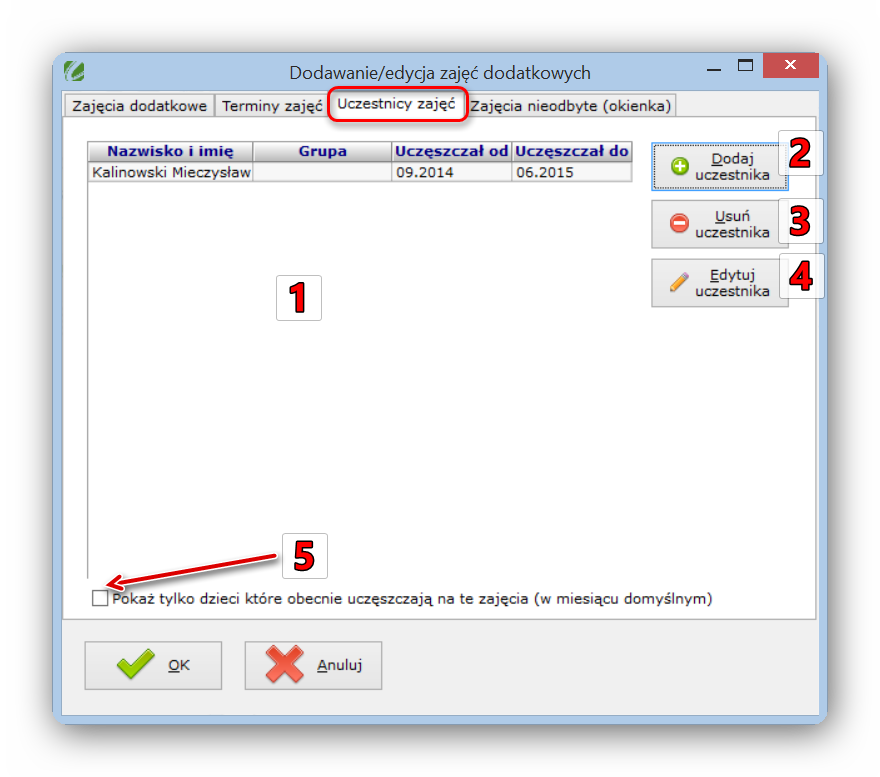 Dodawanie/edycja zajęć dodatkowych
Zajęcia dodatkowe Terminy zajęć Uczestnicy zajęć Zajęcia nieodbyte (okienka)
Nazwisko i imię Grupa Uczęszczał od Uczęszczał do
Kalinowski Mieczysław 09.2014 06.2015
Dodaj
uczestnika
2
Usuń
uczestnika
3
Edytuj
uczestnika
4
1
5
Pokaż tylko dzieci które obecnie uczęszczają na te zajęcia (w miesiącu domyślnym)
OK Anuluj